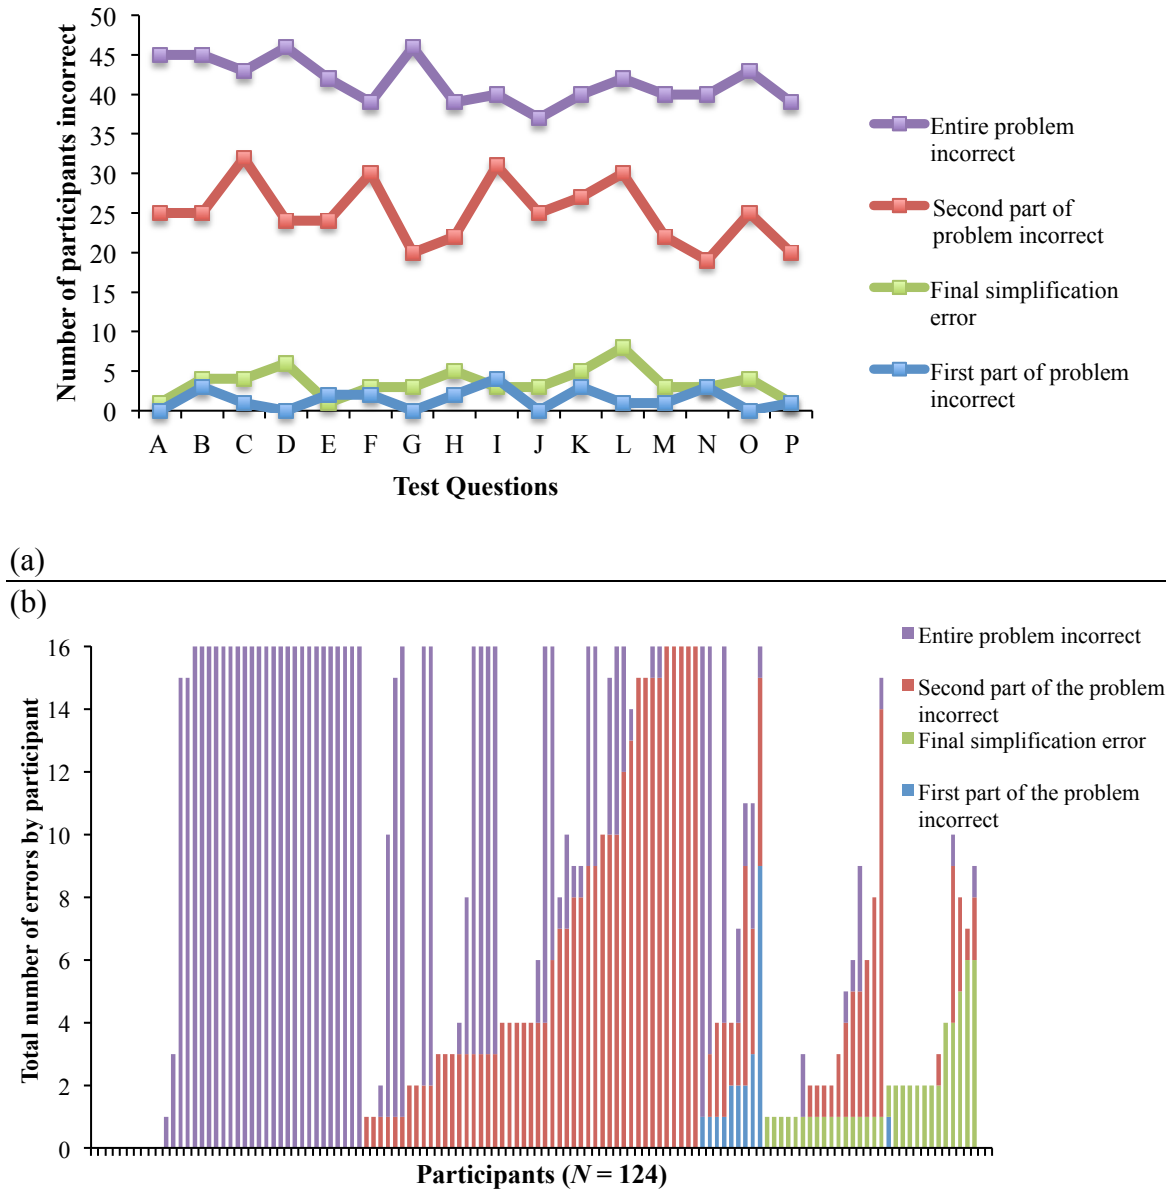 50
45
40
35
30
25
20
15
10
5
0
Number of participants incorrect
A B C D E F G H I J K L M N O P
Test Questions
Entire problem
incorrect
Second part of
problem incorrect
Final simplification
error
First part of problem
incorrect
(a)
(b)
16
14
12
10
8
6
4
2
0
Total number of errors by participant
Participants (N = 124)
Entire problem incorrect
Second part of the problem
incorrect
Final simplification error
First part of the problem
incorrect